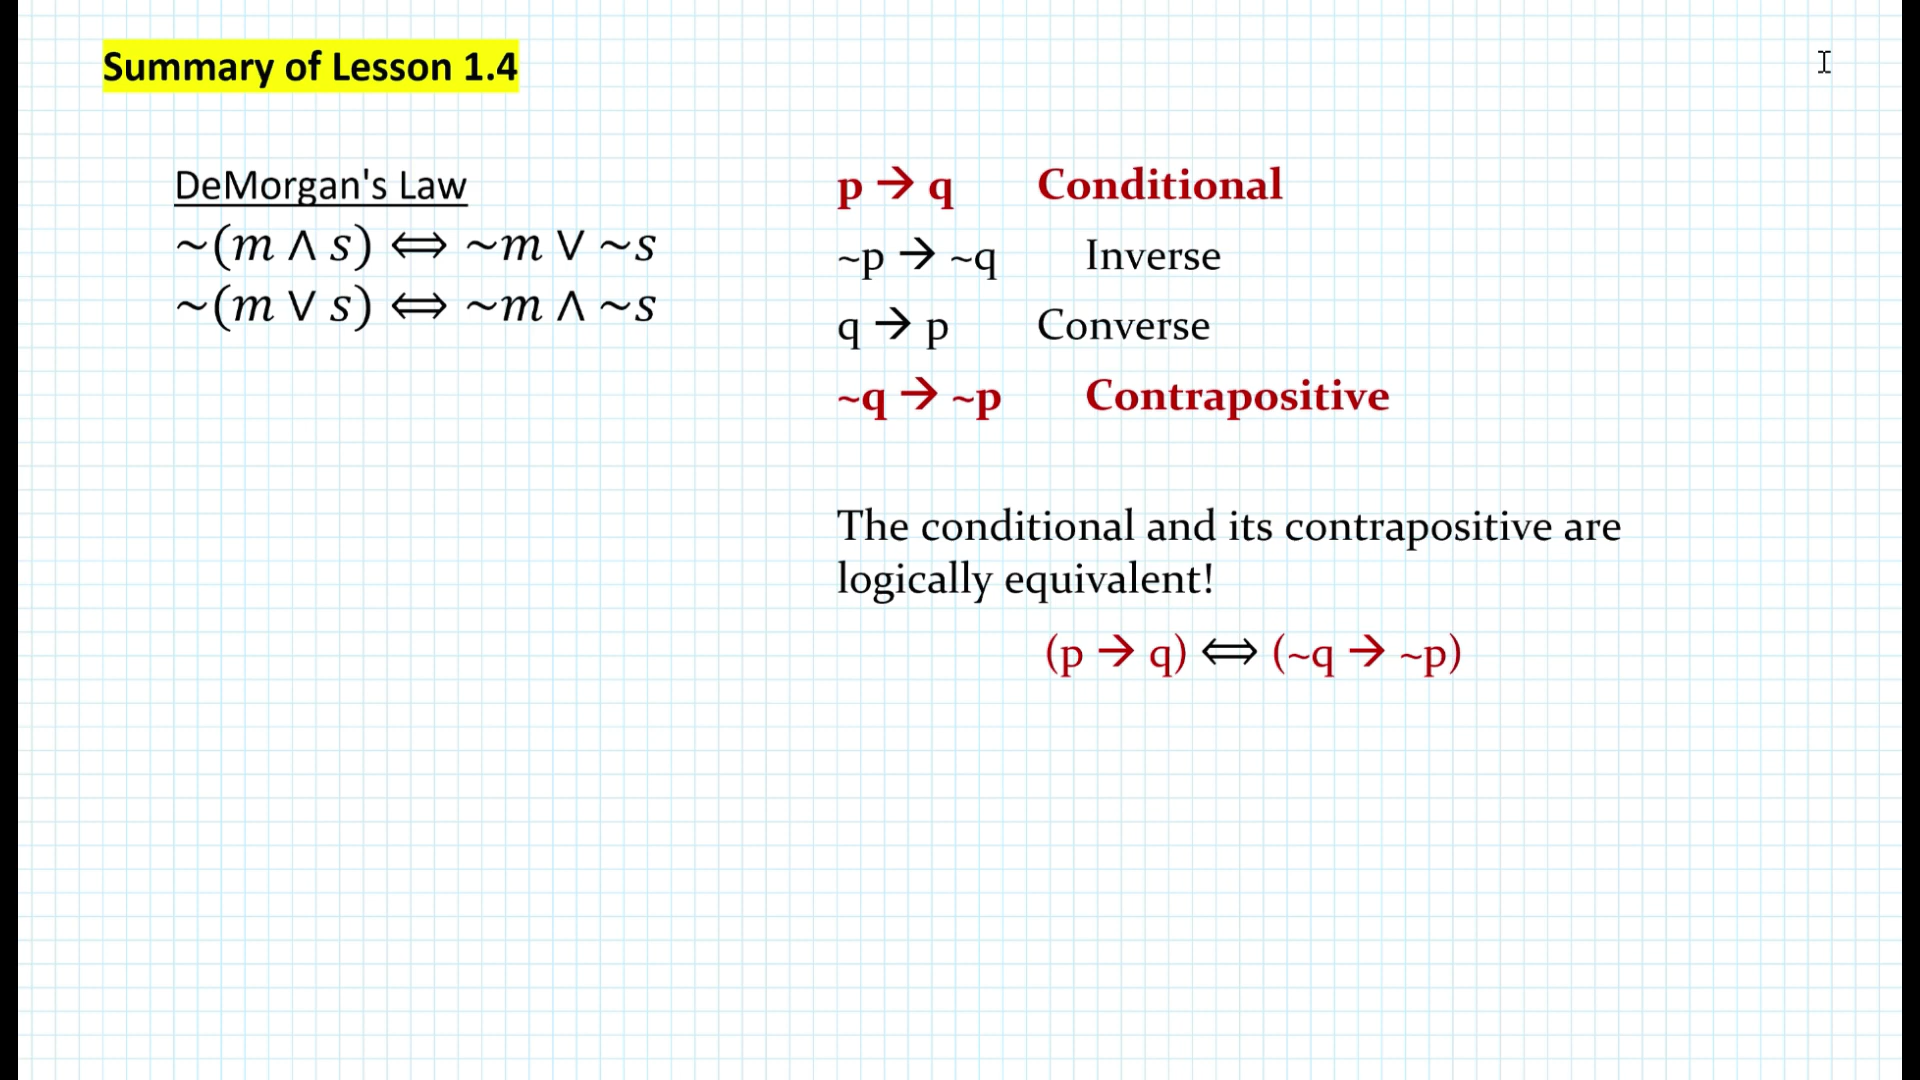 Summary of Lesson 1.4
DeMorgan's Law
~(m ∧ s) ⟺ ~m ∨ ~s
~(m ∨ s) ⟺ ~m ∧ ~s
p → q Conditional
~p → ~q Inverse
q → p Converse
~q → ~p Contrapositive
The conditional and its contrapositive are
logically equivalent!
(p → q) ⟺ (~q → ~p)